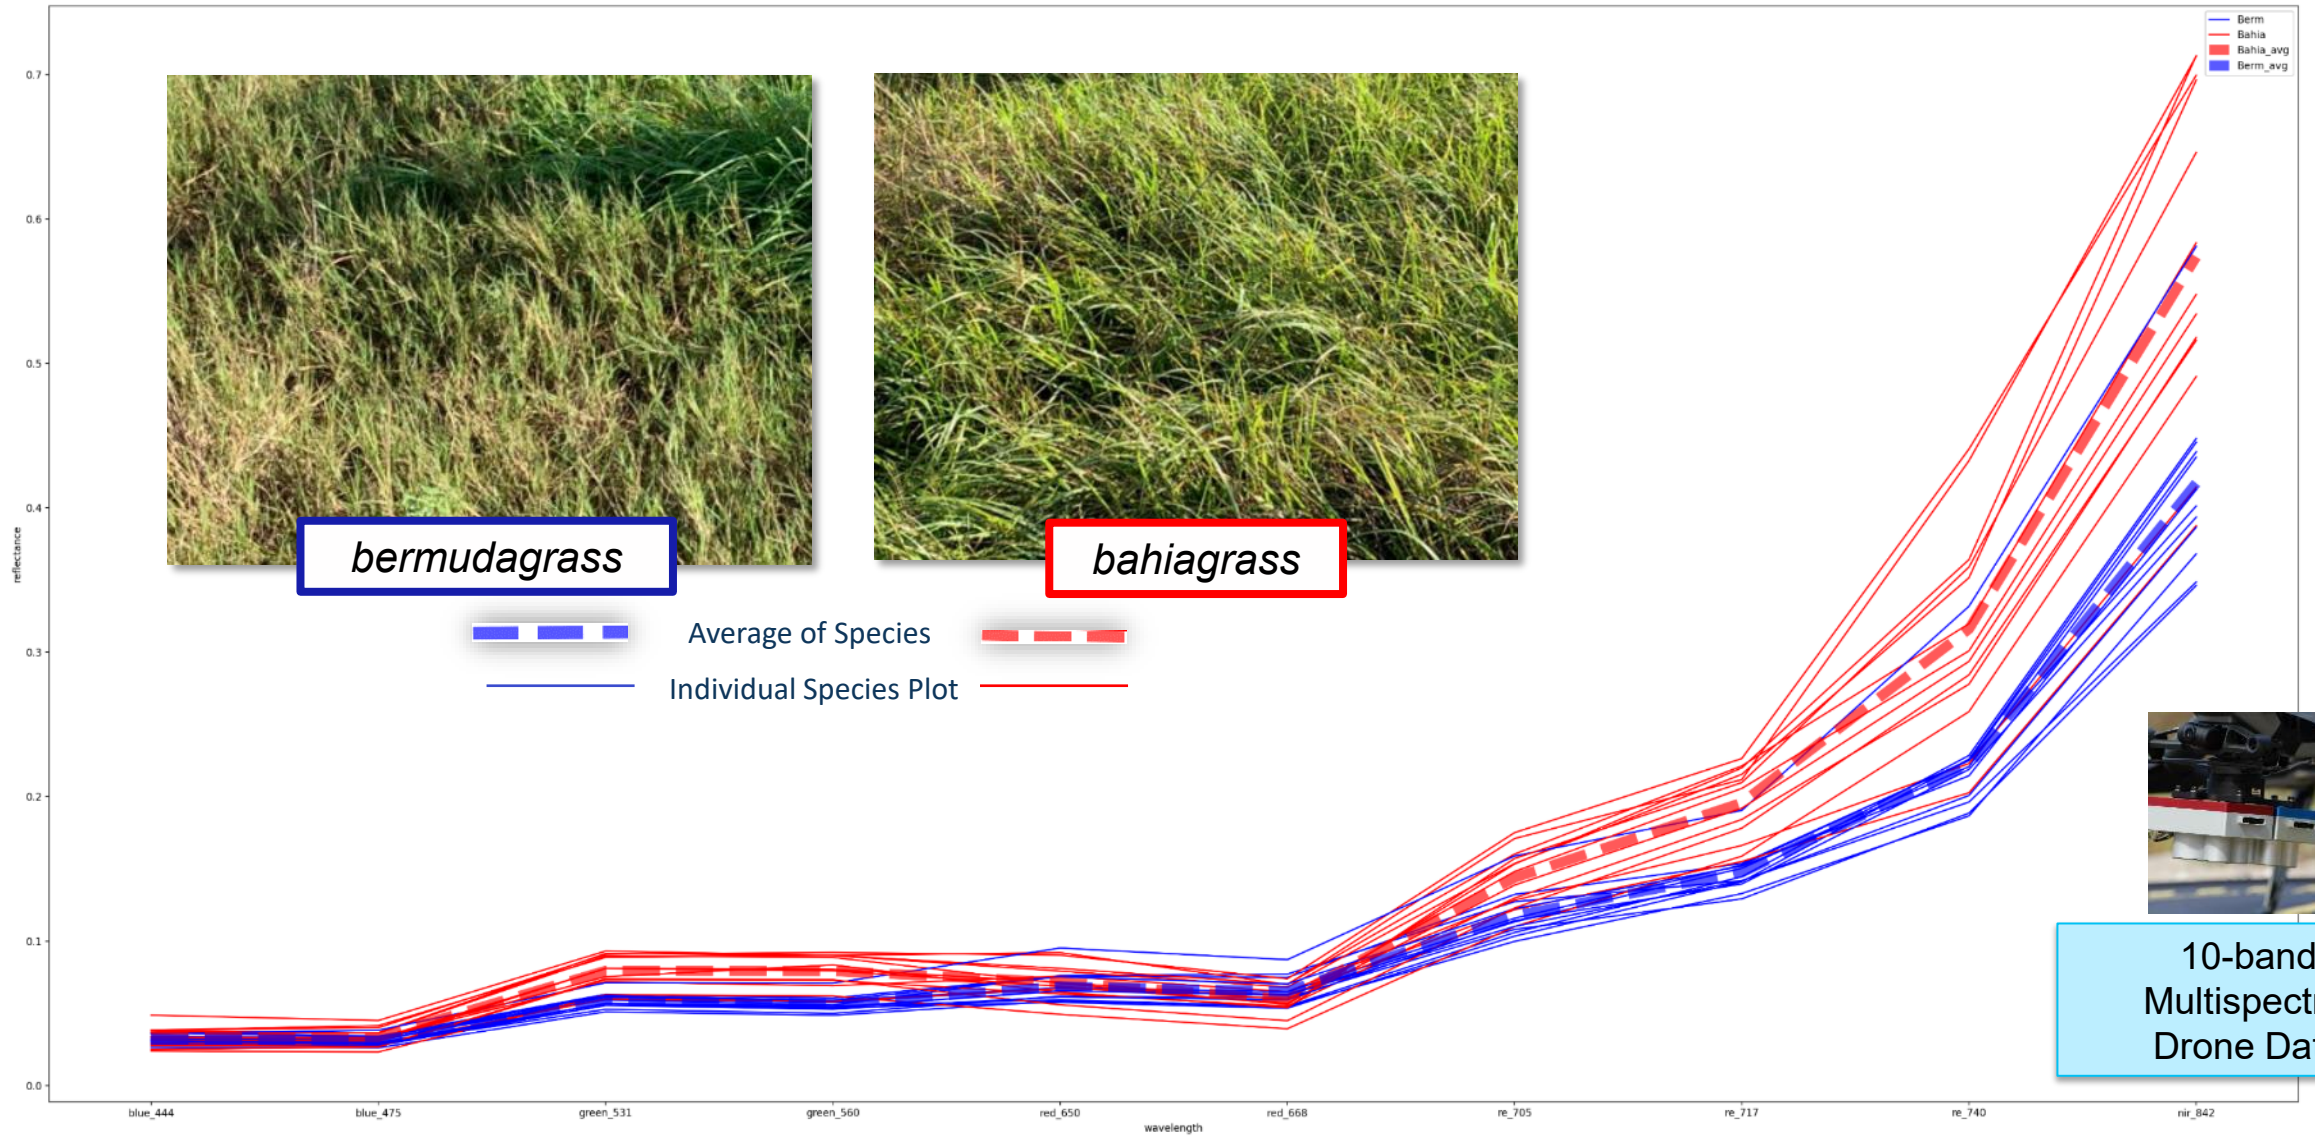 Berm
Bahia
Bahia_avg
Berm_avg
0.7
0.6
0.5
0.4
0.3
0.2
0.1
0.0
reflectance
bermudagrass
bahiagrass
Average of Species
Individual Species Plot
10-band
Multispectr
Drone Dat
blue_444
blue_475
green_531
green_560
red_650
red_668
re_705
re_717
re_740
nir_842
wavelength